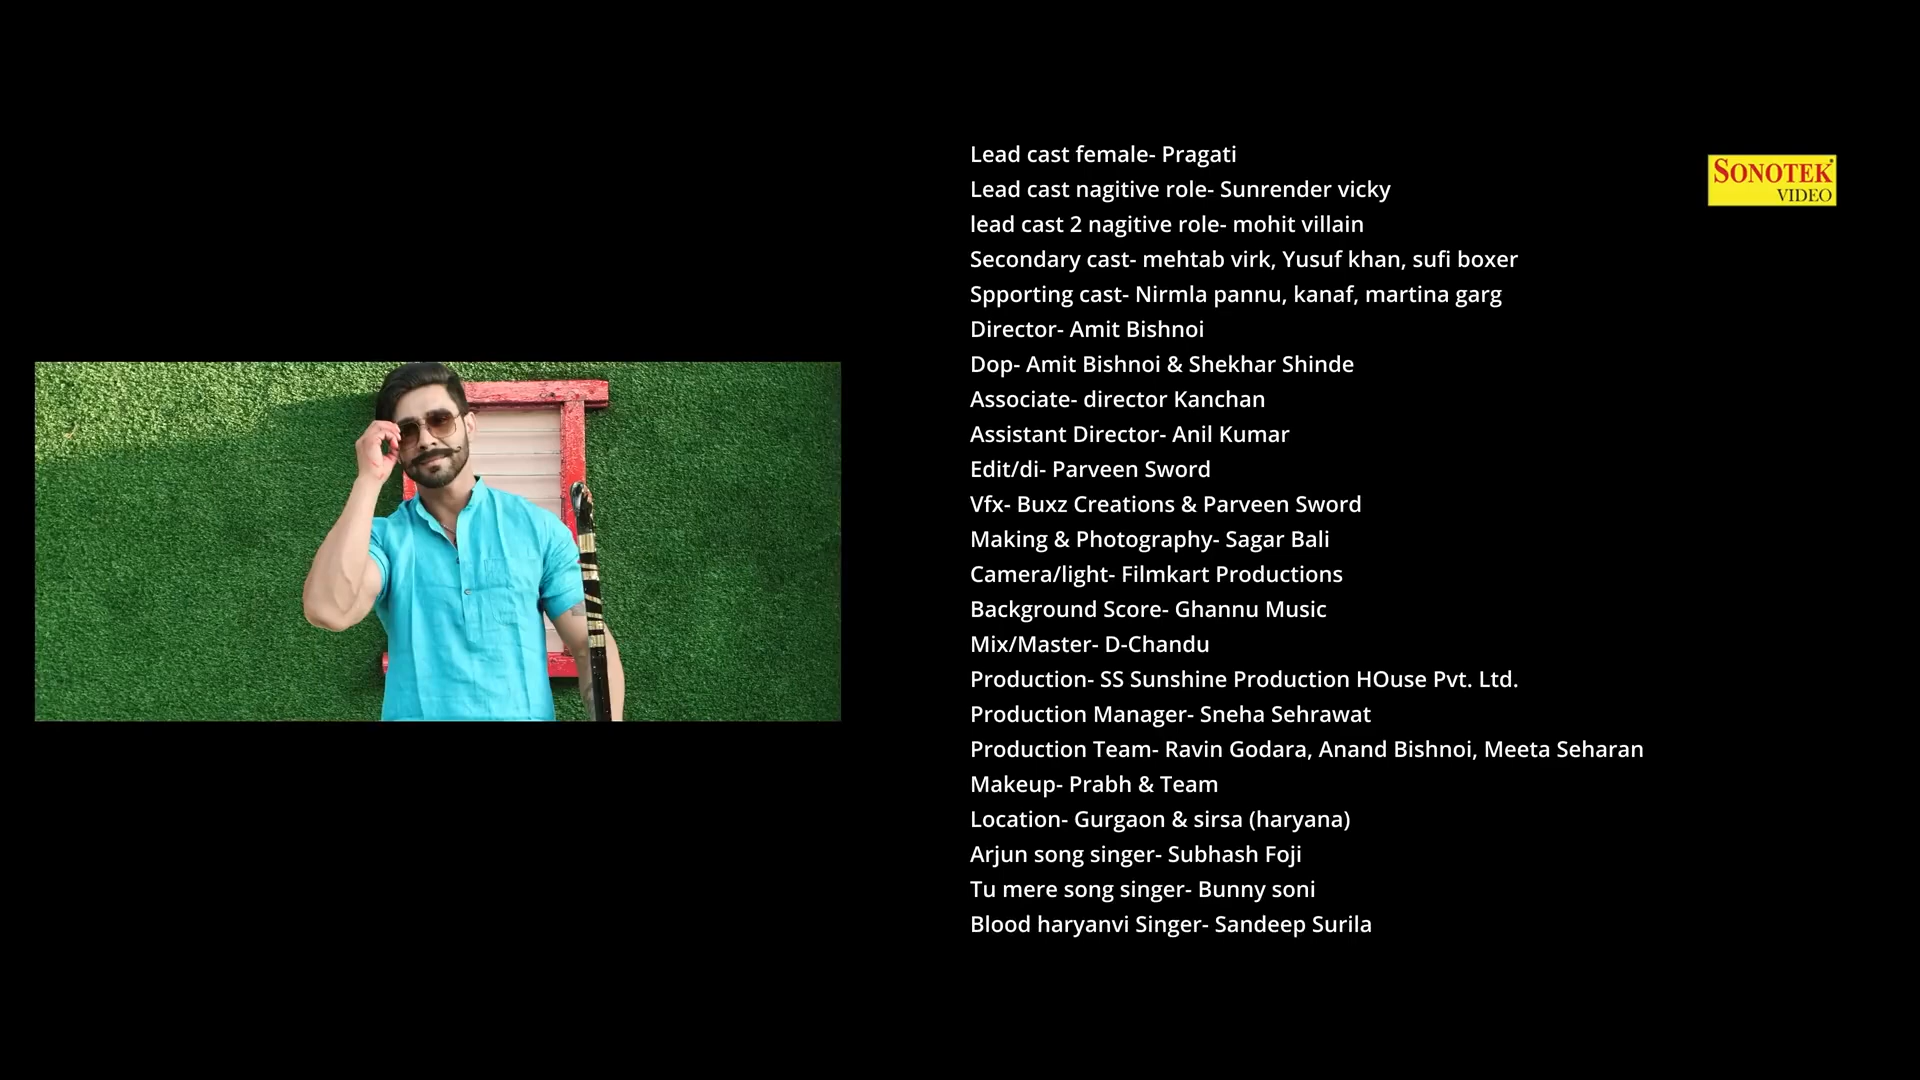 Lead cast female- Pragati
Lead cast nagitive role- Sunrender vicky
lead cast 2 nagitive role- mohit villain
Secondary cast- mehtab virk, Yusuf khan, sufi boxer
Spporting cast- Nirmla pannu, kanaf, martina garg
Director- Amit Bishnoi
Dop- Amit Bishnoi & Shekhar Shinde
Associate- director Kanchan
Assistant Director- Anil Kumar
Edit/di- Parveen Sword
Vfx- Buxz Creations & Parveen Sword
Making & Photography- Sagar Bali
Camera/light- Filmkart Productions
Background Score- Ghannu Music
Mix/Master- D-Chandu
Production- SS Sunshine Production HOuse Pvt. Ltd.
Production Manager- Sneha Sehrawat
Production Team- Ravin Godara, Anand Bishnoi, Meeta Seharan
Makeup- Prabh & Team
Location- Gurgaon & sirsa (haryana)
Arjun song singer- Subhash Foji
Tu mere song singer- Bunny soni
Blood haryanvi Singer- Sandeep Surila
SONOTEK
VIDEO